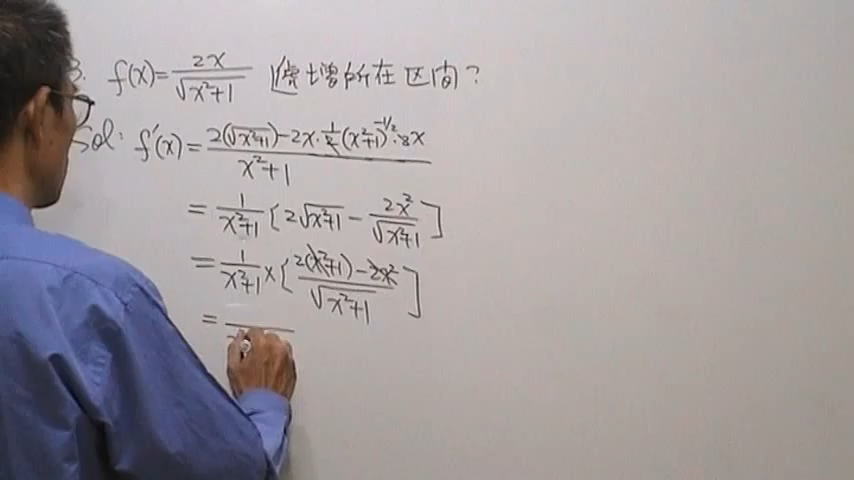 3. f(x)=2x/√(x²+1) 遞增所在区间?
Sol: f'(x)=(2(√(x²+1))-2x·1/2(x²+1)^(-1/2)·2x)/(x²+1)
=1/(x²+1)[2√(x²+1)-2x²/√(x²+1)]
=1/(x²+1)×[(2(x²+1)-2x²)/√(x²+1)]
=